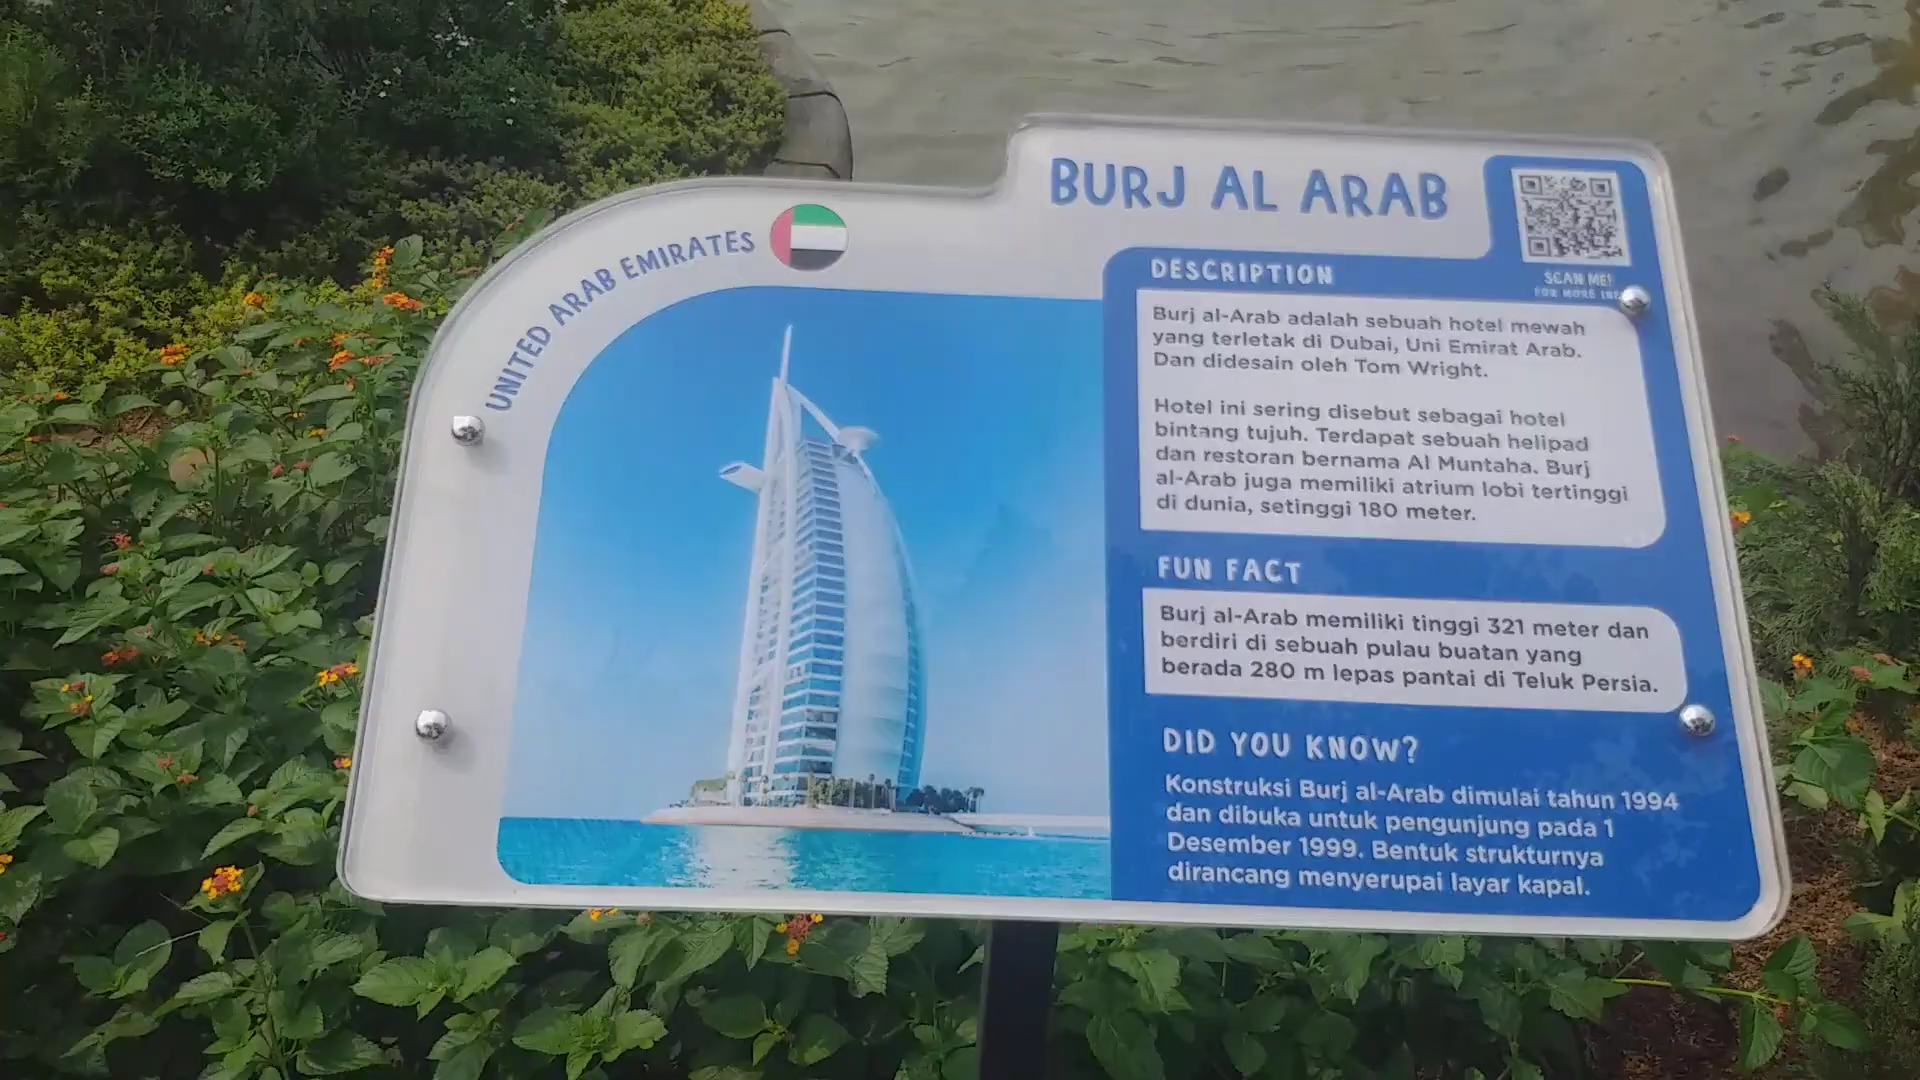 BURJ AL ARAB
UNITED ARAB EMIRATES
SCAN ME!
FOR MORE
DESCRIPTION
Burj al-Arab adalah sebuah hotel mewah
yang terletak di Dubai, Uni Emirat Arab.
Dan didesain oleh Tom Wright.
Hotel ini sering disebut sebagai hotel
bintang tujuh. Terdapat sebuah helipad
dan restoran bernama Al Muntaha. Burj
al-Arab juga memiliki atrium lobi tertinggi
di dunia, setinggi 180 meter.
FUN FACT
Burj al-Arab memiliki tinggi 321 meter dan
berdiri di sebuah pulau buatan yang
berada 280 m lepas pantai di Teluk Persia.
DID YOU KNOW?
Konstruksi Burj al-Arab dimulai tahun 1994
dan dibuka untuk pengunjung pada 1
Desember 1999. Bentuk strukturnya
dirancang menyerupai layar kapal.